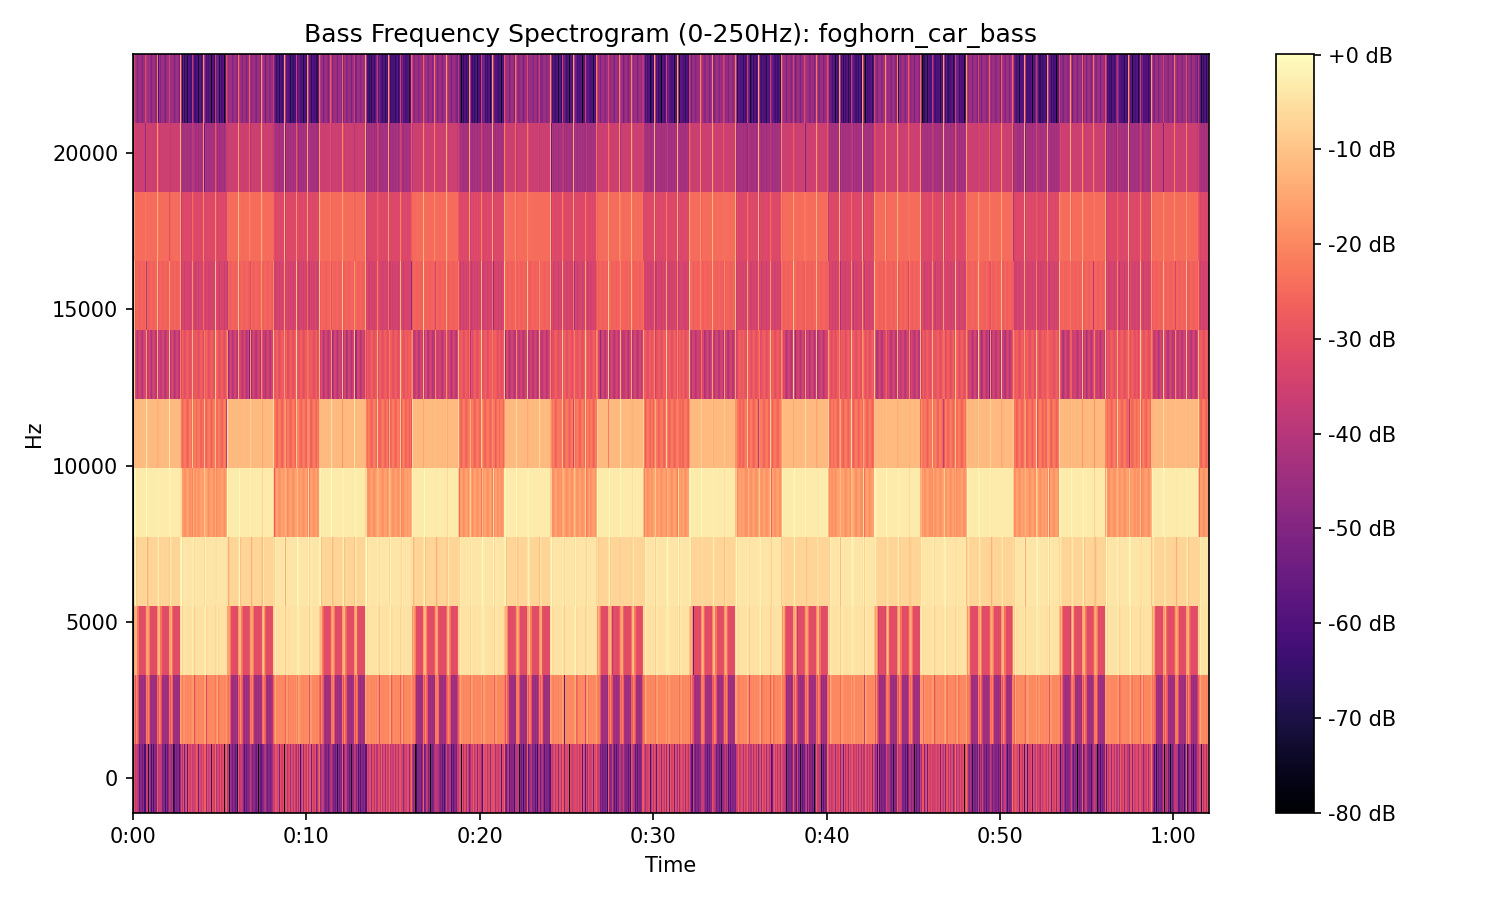 Bass Frequency Spectrogram (0-250Hz): foghorn_car_bass
+0 dB
-10 dB
-20 dB
-30 dB
-40 dB
-50 dB
-60 dB
-70 dB
-80 dB
Hz
20000
15000
10000
5000
0
0:00
0:10
0:20
0:30
0:40
0:50
1:00
Time